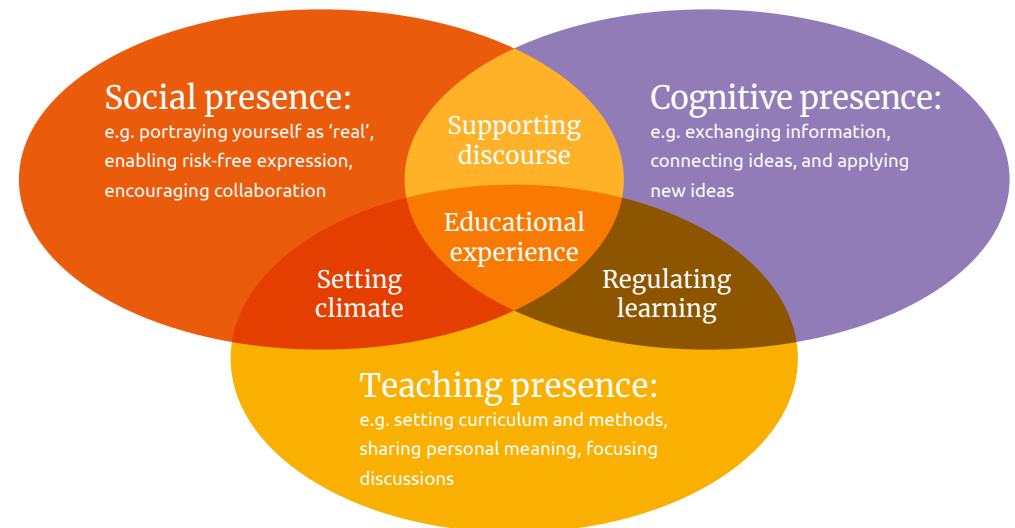 Social presence:
e.g. portraying yourself as ‘real’,
enabling risk-free expression,
encouraging collaboration
Supporting
discourse
Cognitive presence:
e.g. exchanging information,
connecting ideas, and applying
new ideas
Educational
experience
Setting
climate
Regulating
learning
Teaching presence:
e.g. setting curriculum and methods,
sharing personal meaning, focusing
discussions